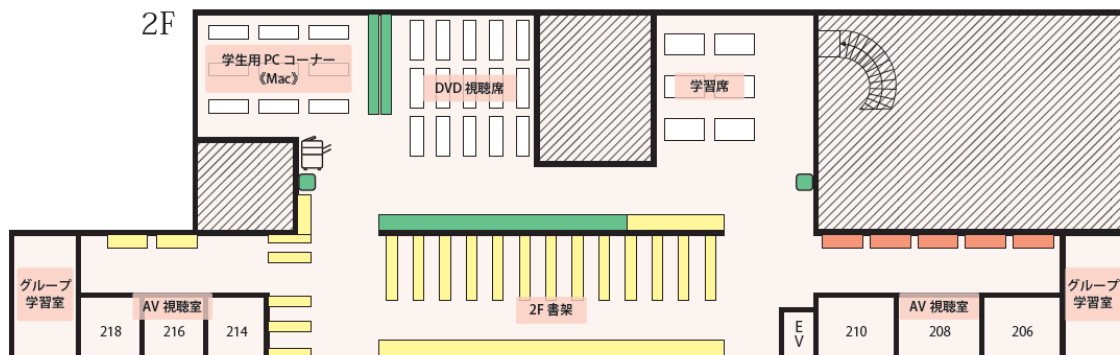 2F
学生用 PC コーナー
《Mac》
DVD 視聴席
学習席
グループ
学習室
AV 視聴室
218
216
214
2F 書架
EV
210
AV 視聴室
208
206
グループ
学習室